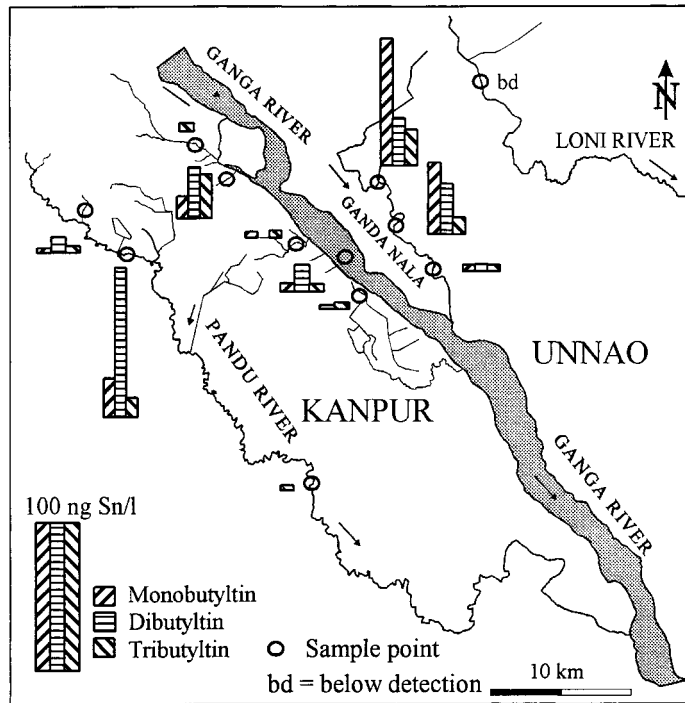 GANGA RIVER
bd
N
LONI RIVER
GANDA NALA
PANDU RIVER
UNNAO
KANPUR
GANGA RIVER
100 ng Sn/l
Monobutyltin
Dibutyltin
Tributyltin
Sample point
bd = below detection
10 km